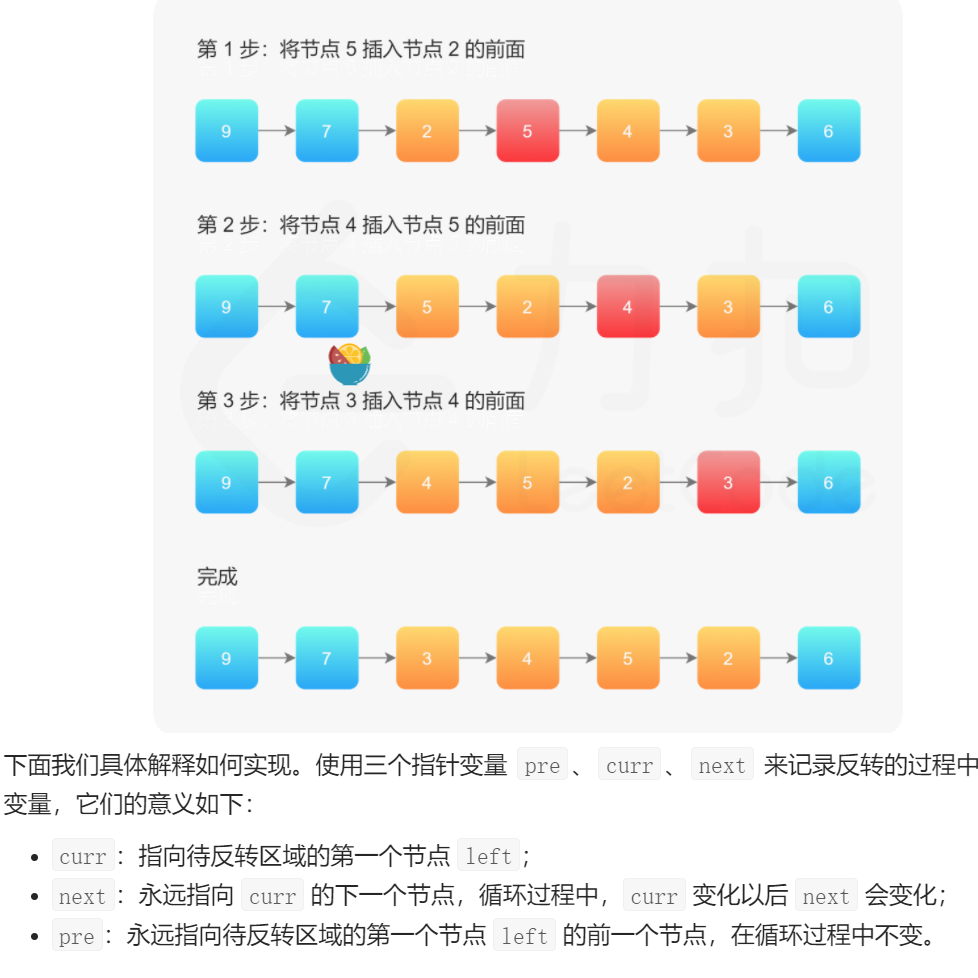 第 1 步：将节点 5 插入节点 2 的前面
9 7 2 5 4 3 6
第 2 步：将节点 4 插入节点 5 的前面
9 7 5 2 4 3 6
第 3 步：将节点 3 插入节点 4 的前面
9 7 4 5 2 3 6
完成
9 7 3 4 5 2 6
力扣
LeetCode
下面我们具体解释如何实现。使用三个指针变量 pre 、 curr 、 next 来记录反转的过程中
变量，它们的意义如下：
• curr ：指向待反转区域的第一个节点 left ；
• next ：永远指向 curr 的下一个节点，循环过程中， curr 变化以后 next 会变化；
• pre ：永远指向待反转区域的第一个节点 left 的前一个节点，在循环过程中不变。